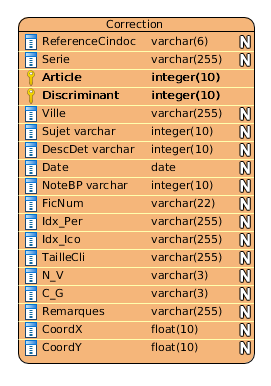 Correction
ReferenceCindoc varchar(6) N
Serie varchar(255) N
Article integer(10)
Discriminant integer(10)
Ville varchar(255) N
Sujet varchar integer(10) N
DescDet varchar integer(10) N
Date date N
NoteBP varchar integer(10) N
FicNum varchar(22) N
Idx_Per varchar(255) N
Idx_Ico varchar(255) N
TailleCli varchar(255) N
N_V varchar(3) N
C_G varchar(3) N
Remarques varchar(255) N
CoordX float(10) N
CoordY float(10) N